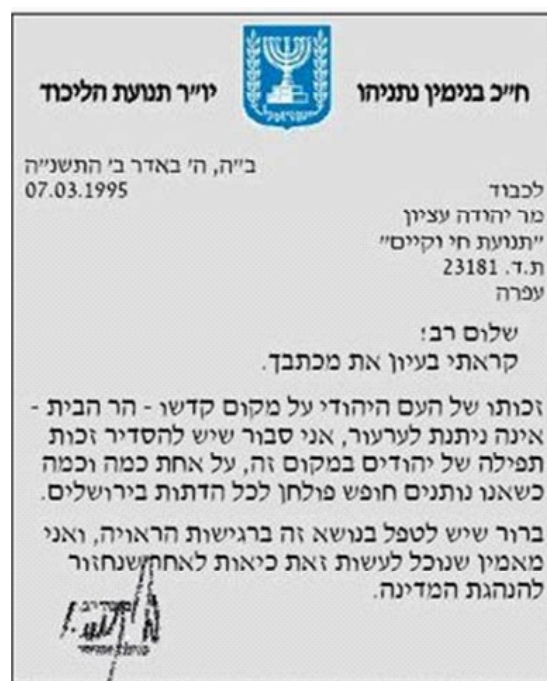 ח״כ בנימין נתניהו יו״ר תנועת הליכוד
ב״ה, ה׳ באדר ב׳ התשנ״ה
07.03.1995
לכבוד
מר יהודה עציון
״תנועת חי וקיים״
ת.ד. 23181
עפרה
שלום רב!
קראתי בעיון את מכתבך.
זכותו של העם היהודי על מקום קדשו - הר הבית -
אינה ניתנת לערעור, אני סבור שיש להסדיר זכות
תפילה של יהודים במקום זה, על אחת כמה וכמה
כשאנו נותנים חופש פולחן לכל הדתות בירושלים.
ברור שיש לטפל בנושא זה ברגישות הראויה, ואני
מאמין שנוכל לעשות זאת כיאות לאחר שנחזור
להנהגת המדינה.